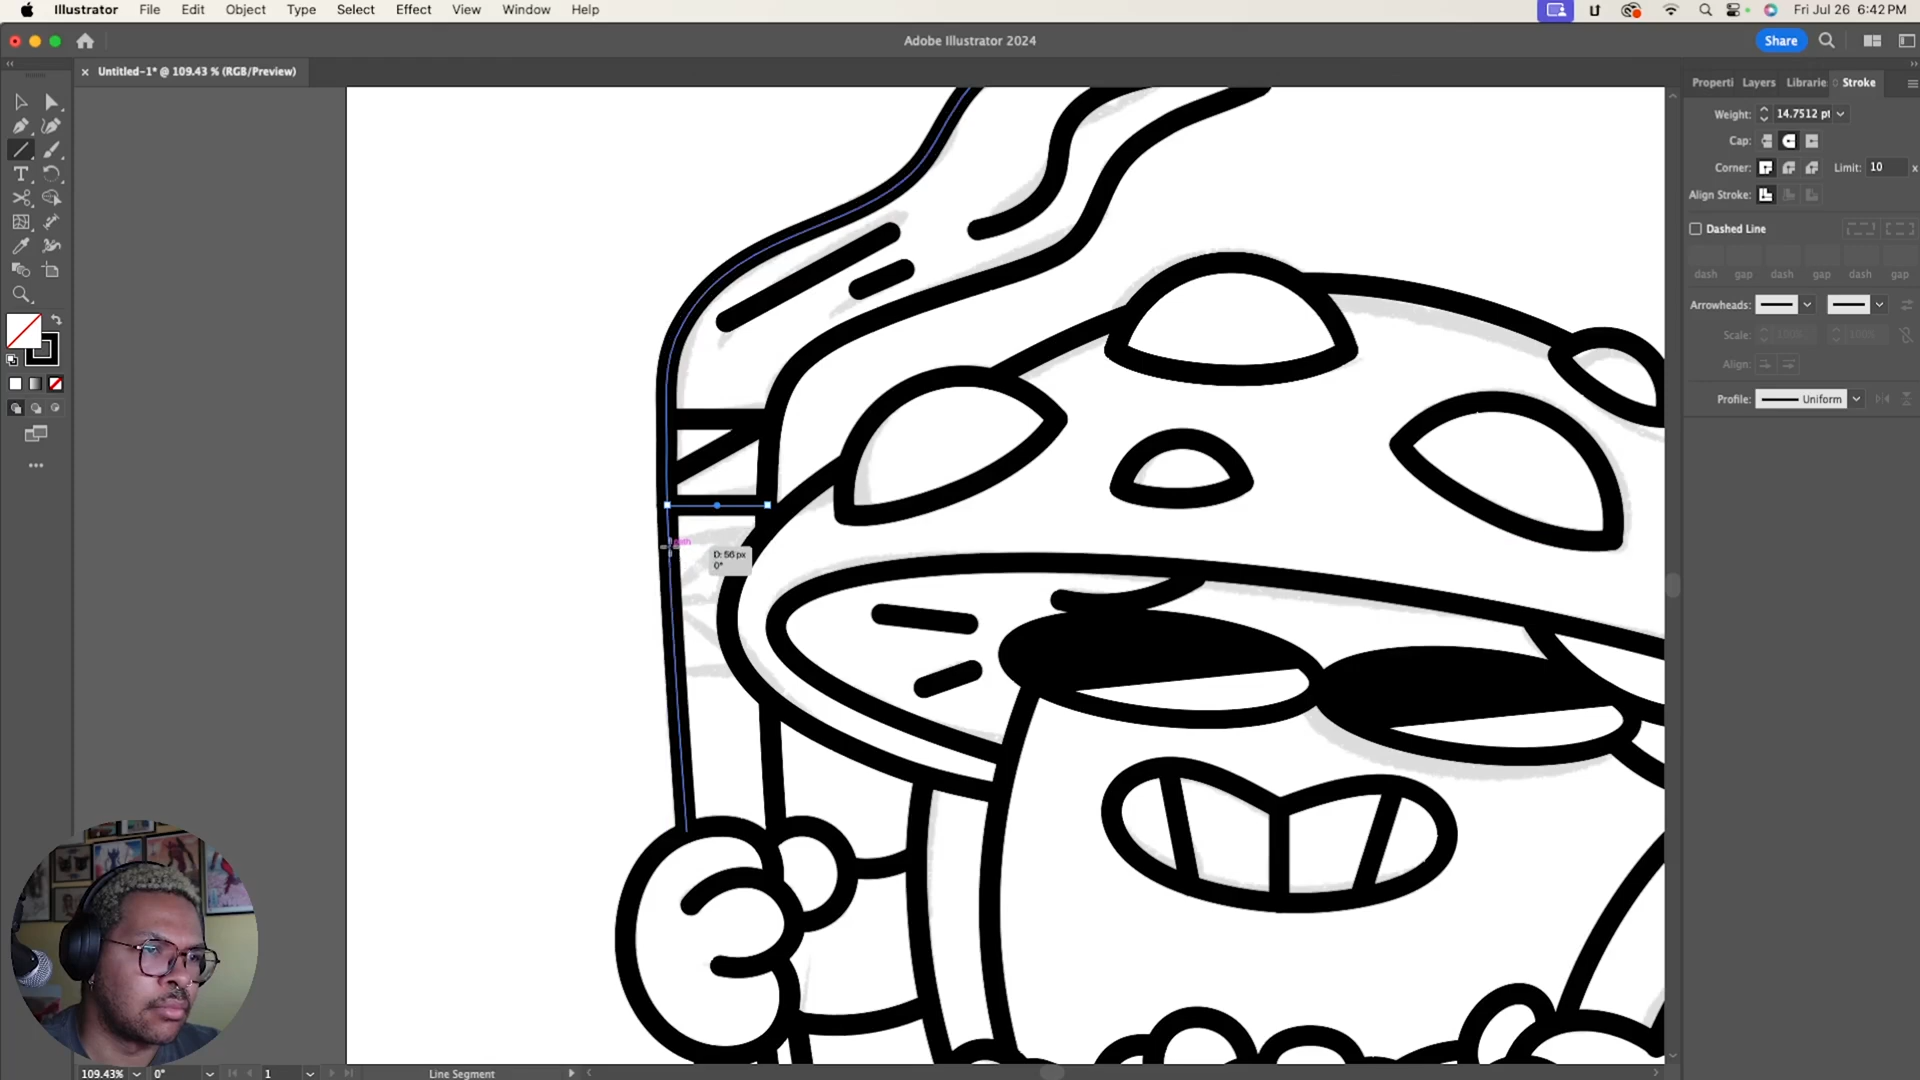 Illustrator File Edit Object Type Select Effect View Window Help Fri Jul 26 6:42 PM
Adobe Illustrator 2024 Share
× Untitled-1* @ 109.43 % (RGB/Preview)
Properti Layers Librarie Stroke
Weight: 14.7512 pt
Cap:
Corner: Limit: 10 x
Align Stroke:
Dashed Line
dash gap dash gap dash gap
Arrowheads:
Scale: 100% 100%
Align:
Profile: Uniform
D: 56 px
0°
109.43% 0° 1 Line Segment